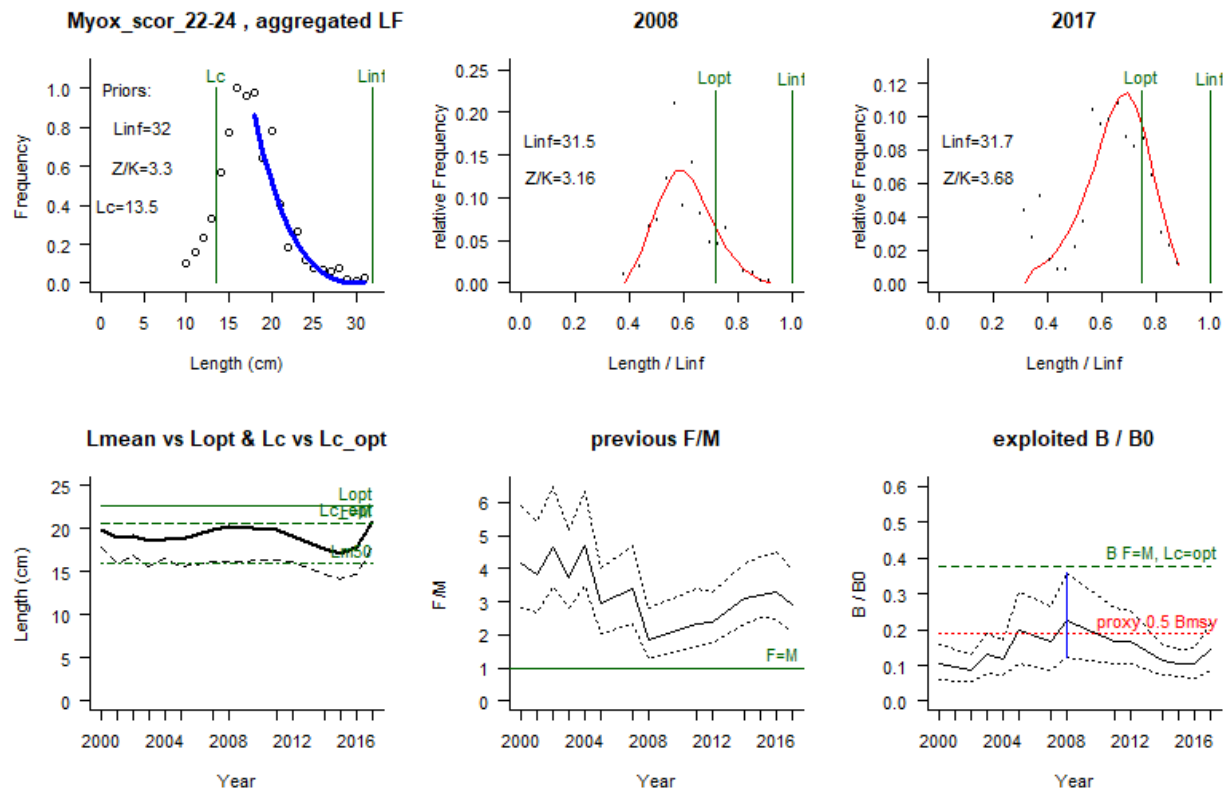 Myox_scor_22-24 , aggregated LF
Lc
Linf
Priors:
Linf=32
Z/K=3.3
Lc=13.5
Frequency
1.0
0.8
0.6
0.4
0.2
0.0
0 5 10 15 20 25 30
Length (cm)
2008
Lopt
Linf
Linf=31.5
Z/K=3.16
relative Frequency
0.25
0.20
0.15
0.10
0.05
0.00
0.0 0.2 0.4 0.6 0.8 1.0
Length / Linf
2017
Lopt
Linf
Linf=31.7
Z/K=3.68
relative Frequency
0.12
0.10
0.08
0.06
0.04
0.02
0.00
0.0 0.2 0.4 0.6 0.8 1.0
Length / Linf
Lmean vs Lopt & Lc vs Lc_opt
Lopt
Lm50
Length (cm)
25
20
15
10
5
0
2000 2004 2008 2012 2016
Year
previous F/M
F=M
F/M
6
5
4
3
2
1
0
2000 2004 2008 2012 2016
Year
exploited B / B0
B F=M, Lc=opt
proxy 0.5 Bmsy
B / B0
0.6
0.5
0.4
0.3
0.2
0.1
0.0
2000 2004 2008 2012 2016
Year